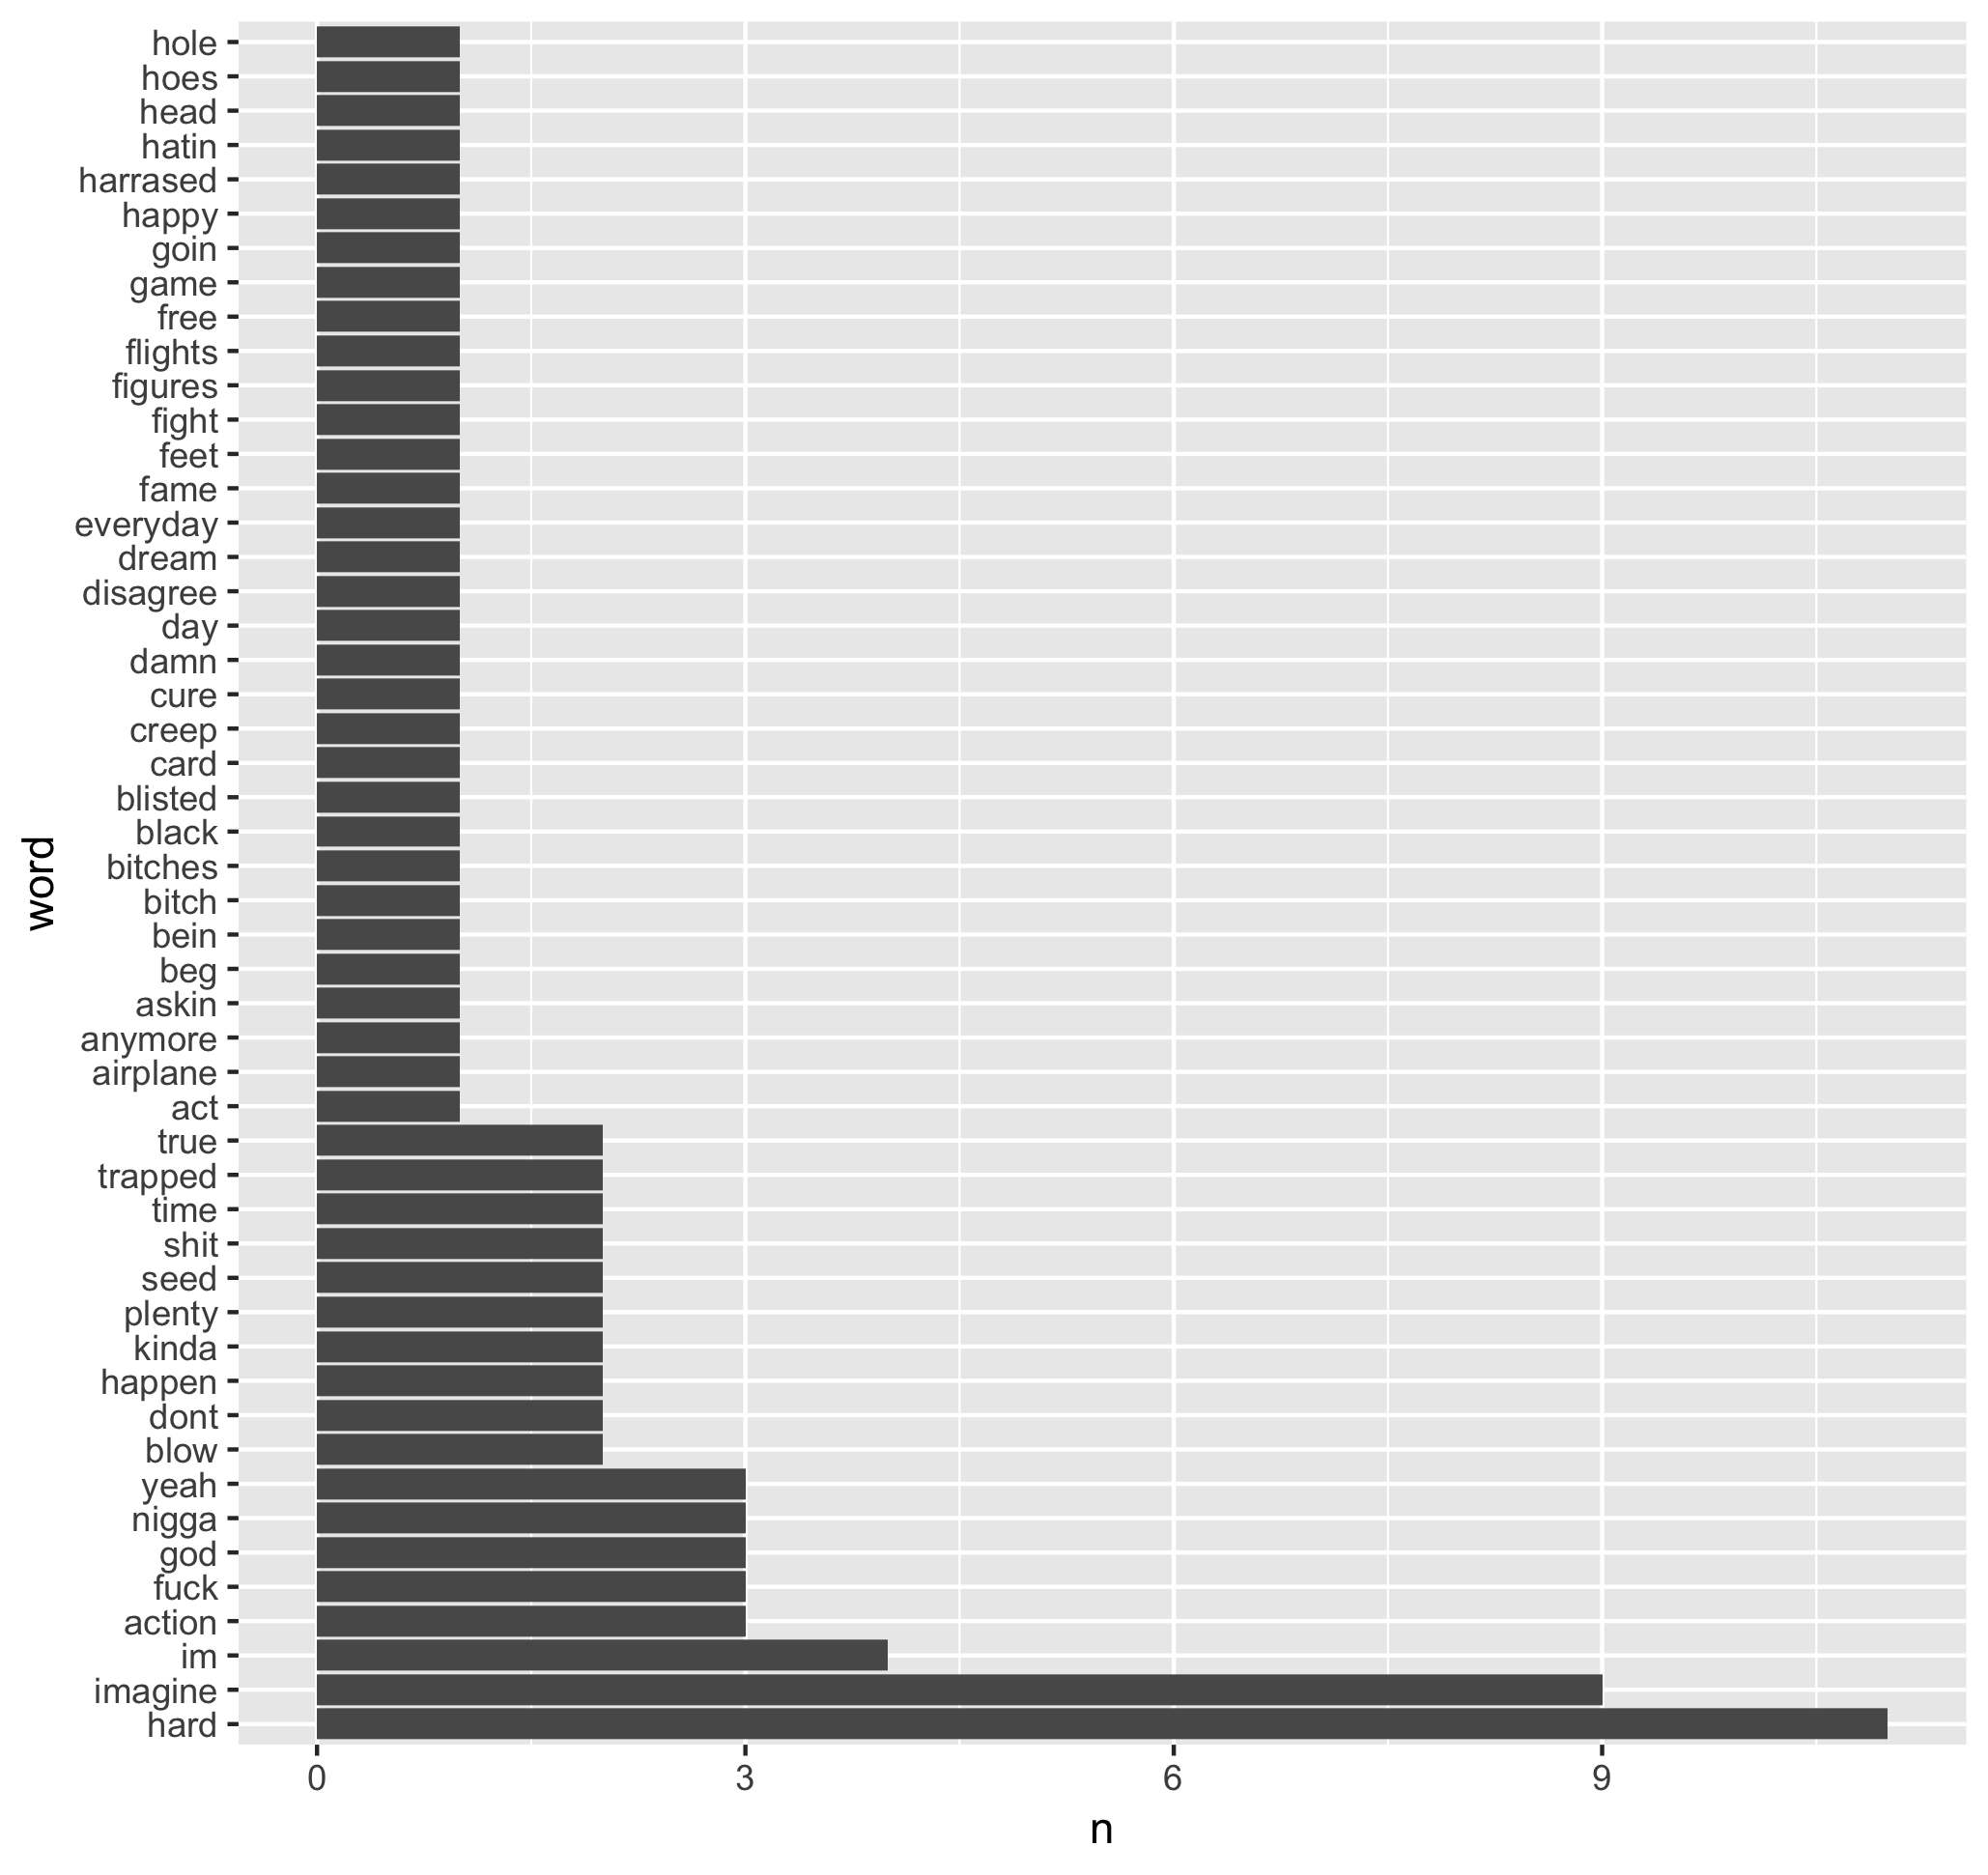 hole
hoes
head
hatin
harrased
happy
goin
game
free
flights
figures
fight
feet
fame
everyday
dream
disagree
day
damn
cure
creep
card
blisted
black
bitches
bitch
bein
beg
askin
anymore
airplane
act
true
trapped
time
shit
seed
plenty
kinda
happen
dont
blow
yeah
nigga
god
fuck
action
im
imagine
hard
word
0 3 6 9
n